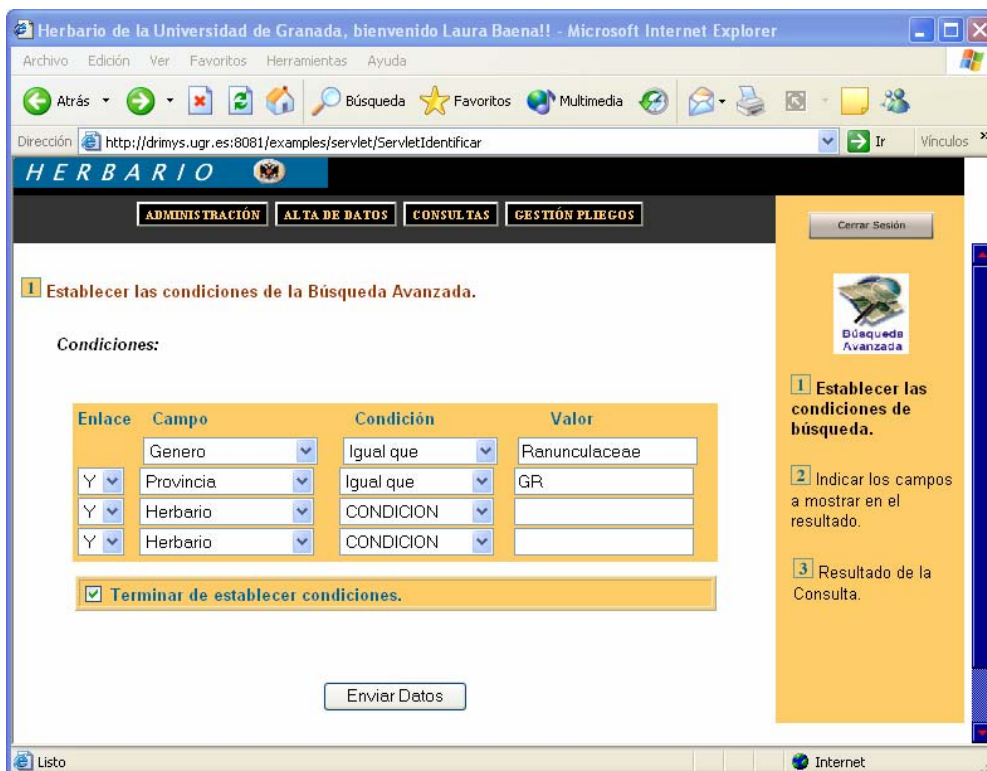 Herbario de la Universidad de Granada, bienvenido Laura Baena!! - Microsoft Internet Explorer
Archivo Edición Ver Favoritos Herramientas Ayuda
Atrás Búsqueda Favoritos Multimedia
Dirección http://drimys.ugr.es:8081/examples/servlet/ServletIdentificar Ir Vínculos »
HERBARIO
ADMINISTRACIÓN ALTA DE DATOS CONSULTAS GESTIÓN PLIEGOS
Cerrar Sesión
1 Establecer las condiciones de la Búsqueda Avanzada.
Condiciones:
Enlace Campo Condición Valor
Genero Igual que Ranunculaceae
Y Provincia Igual que GR
Y Herbario CONDICION
Y Herbario CONDICION
Terminar de establecer condiciones.
Enviar Datos
Búsqueda
Avanzada
1 Establecer las
condiciones de
búsqueda.
2 Indicar los campos
a mostrar en el
resultado.
3 Resultado de la
Consulta.
Listo Internet